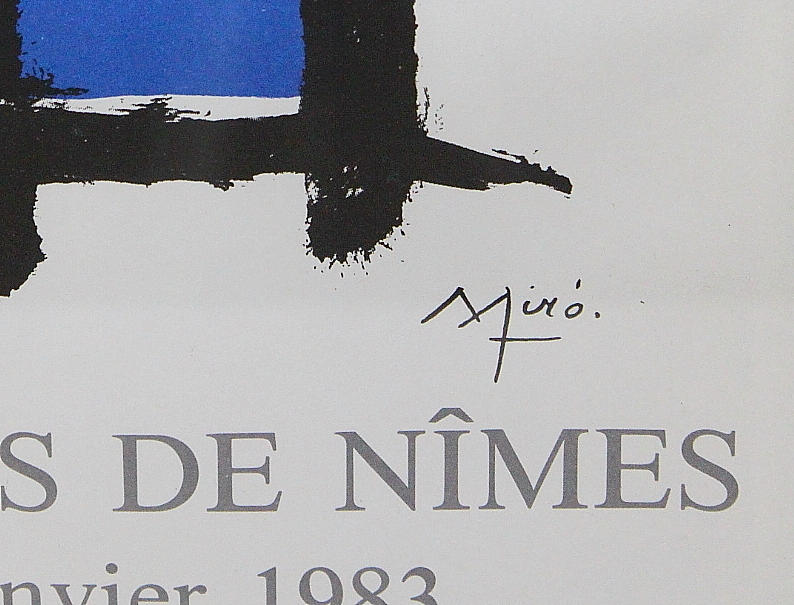 Miró.
S DE NÎMES
nvier 1983